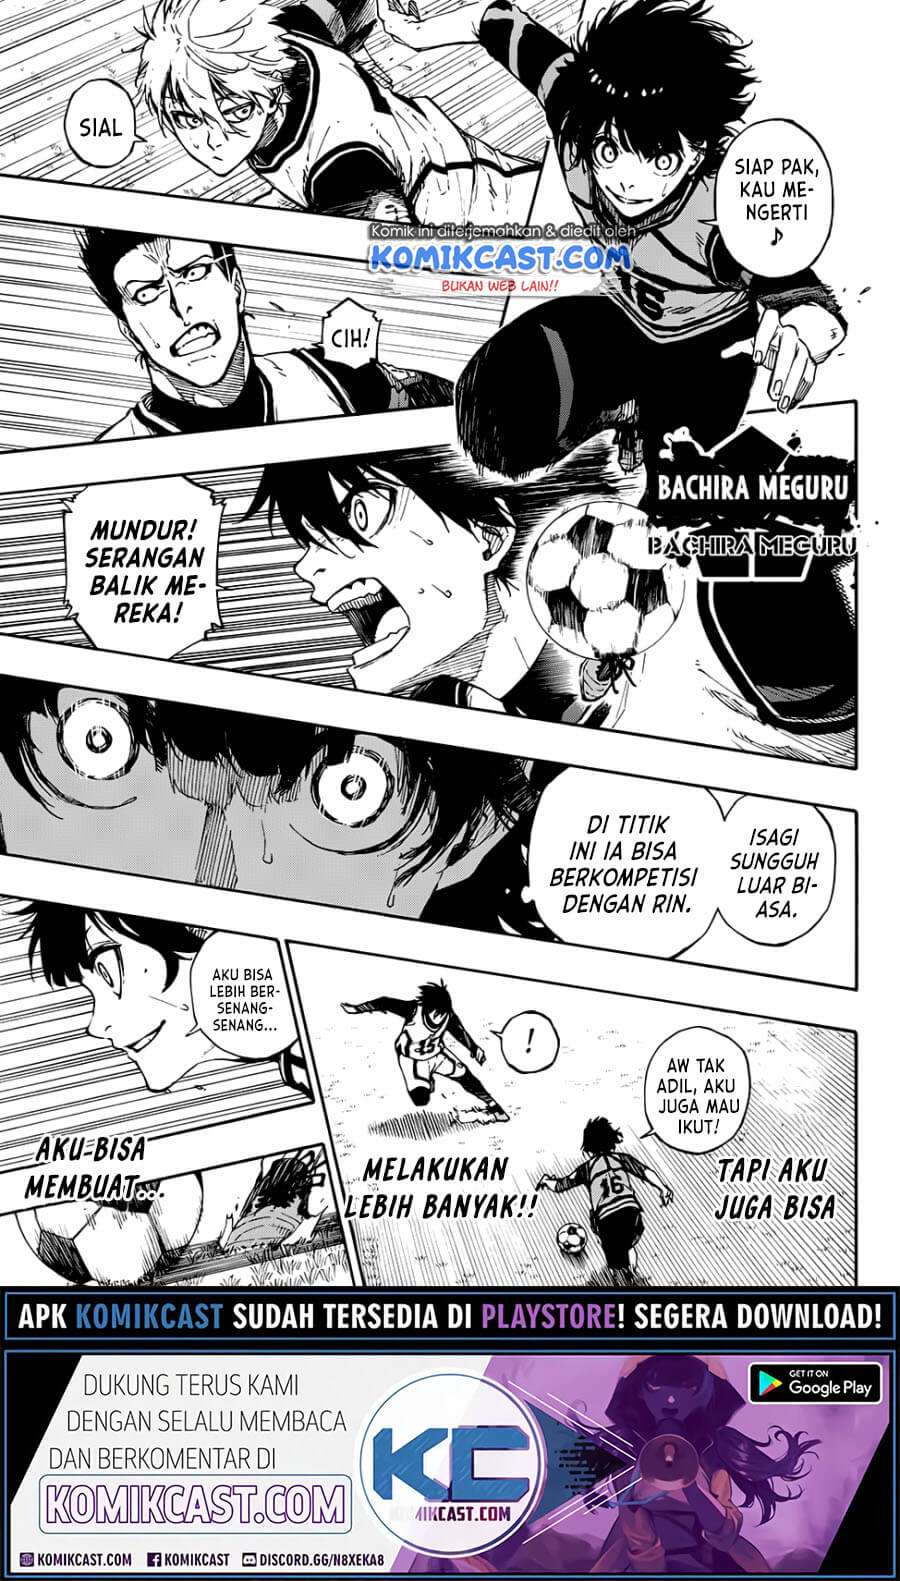 SIAP PAK,
KAU ME-
NGERTI
♪
SIAL
Komik ini diterjemahkan & diedit oleh
KOMIKCAST.COM
BUKAN WEB LAIN!!
CIH!
BACHIRA MEGURU
BACHIRA MEGURU
16
MUNDUR!
SERANGAN
BALIK ME-
REKA!
ISAGI
SUNGGUH
LUAR BI-
ASA.
DI TITIK
INI IA BISA
BERKOMPETISI
DENGAN RIN.
AW TAK
ADIL, AKU
JUGA MAU
IKUT!
!
15
16
TAPI AKU
JUGA BISA
MELAKUKAN
LEBIH BANYAK!!
AKU BISA
LEBIH BER-
SENANG-
SENANG...
AKU BISA
MEMBUAT...
APK KOMIKCAST SUDAH TERSEDIA DI PLAYSTORE! SEGERA DOWNLOAD!
DUKUNG TERUS KAMI
DENGAN SELALU MEMBACA
DAN BERKOMENTAR DI
KOMIKCAST.COM
KOMIKCAST.COM KOMIKCAST DISCORD.GG/N8XEKA8
KC
KOMIKCAST.COM
GET IT ON
Google Play